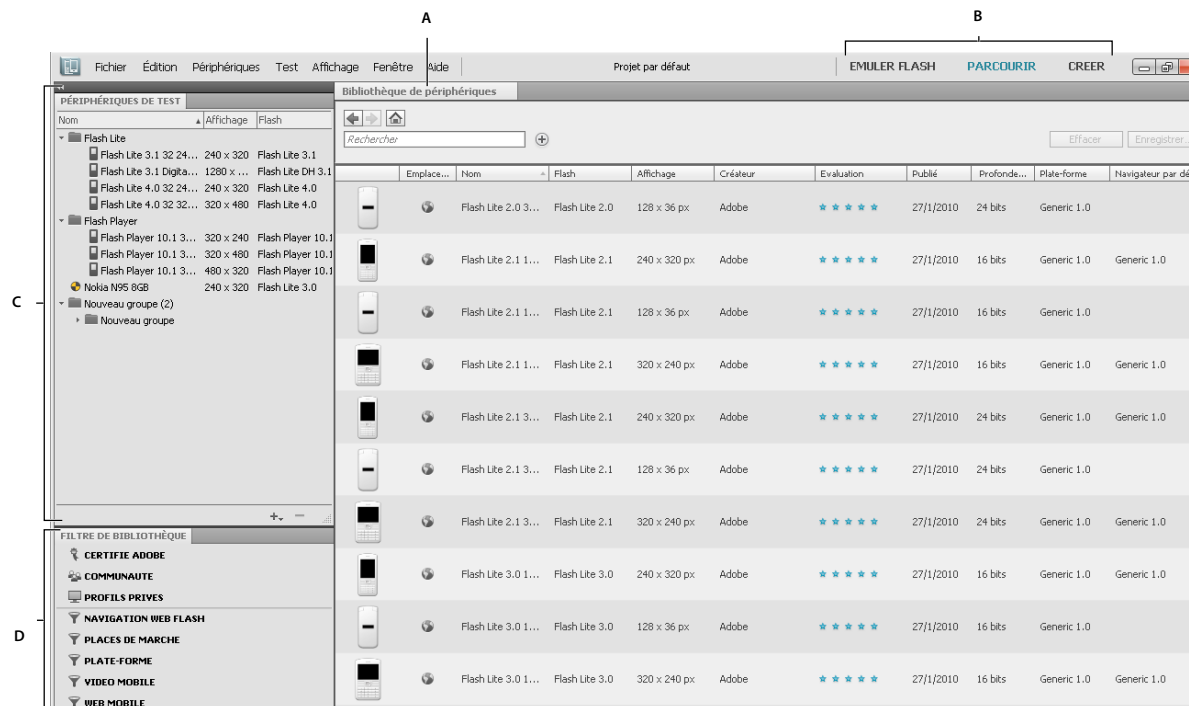 A
B
Fichier Édition Périphériques Test Affichage Fenêtre Aide Projet par défaut EMULER FLASH PARCOURIR CREER
PÉRIPHÉRIQUES DE TEST
Nom Affichage Flash
Flash Lite
Flash Lite 3.1 32 24... 240 x 320 Flash Lite 3.1
Flash Lite 3.1 Digita... 1280 x ... Flash Lite DH 3.1
Flash Lite 4.0 32 24... 240 x 320 Flash Lite 4.0
Flash Lite 4.0 32 32... 320 x 480 Flash Lite 4.0
Flash Player
Flash Player 10.1 3... 320 x 240 Flash Player 10.1
Flash Player 10.1 3... 320 x 480 Flash Player 10.1
Flash Player 10.1 3... 480 x 320 Flash Player 10.1
Nokia N95 8GB 240 x 320 Flash Lite 3.0
Nouveau groupe (2)
Nouveau groupe
C
FILTRE DE BIBLIOTHÈQUE
CERTIFIE ADOBE
COMMUNAUTE
PROFILS PRIVES
NAVIGATION WEB FLASH
PLACES DE MARCHE
PLATE-FORME
VIDEO MOBILE
WEB MOBILE
D
Bibliothèque de périphériques
Rechercher
Effacer Enregistrer...
Emplace... Nom Flash Affichage Créateur Evaluation Publié Profonde... Plate-forme Navigateur par dé
Flash Lite 2.0 3... Flash Lite 2.0 128 x 36 px Adobe 27/1/2010 24 bits Generic 1.0
Flash Lite 2.1 1... Flash Lite 2.1 240 x 320 px Adobe 27/1/2010 16 bits Generic 1.0 Generic 1.0
Flash Lite 2.1 1... Flash Lite 2.1 128 x 36 px Adobe 27/1/2010 16 bits Generic 1.0
Flash Lite 2.1 1... Flash Lite 2.1 320 x 240 px Adobe 27/1/2010 16 bits Generic 1.0 Generic 1.0
Flash Lite 2.1 3... Flash Lite 2.1 240 x 320 px Adobe 27/1/2010 24 bits Generic 1.0 Generic 1.0
Flash Lite 2.1 3... Flash Lite 2.1 128 x 36 px Adobe 27/1/2010 24 bits Generic 1.0
Flash Lite 2.1 3... Flash Lite 2.1 320 x 240 px Adobe 27/1/2010 24 bits Generic 1.0 Generic 1.0
Flash Lite 3.0 1... Flash Lite 3.0 240 x 320 px Adobe 27/1/2010 16 bits Generic 1.0 Generic 1.0
Flash Lite 3.0 1... Flash Lite 3.0 128 x 36 px Adobe 27/1/2010 16 bits Generic 1.0
Flash Lite 3.0 1... Flash Lite 3.0 320 x 240 px Adobe 27/1/2010 16 bits Generic 1.0 Generic 1.0